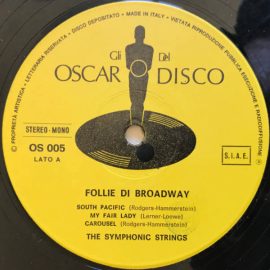 © PROPRIETÀ ARTISTICA - LETTERARIA RISERVATA - DISCO DEPOSITATO - MADE IN ITALY - VIETATA RIPRODUZIONE PUBBLICA ESECUZIONE E RADIODIFFUSIONE ®
Gli Del
OSCAR DISCO
STEREO-MONO
OS 005
LATO A
S.I.A.E.
FOLLIE DI BROADWAY
SOUTH PACIFIC (Rodgers-Hammerstein)
MY FAIR LADY (Lerner-Loewe)
CAROUSEL (Rodgers-Hammerstein)
THE SYMPHONIC STRINGS